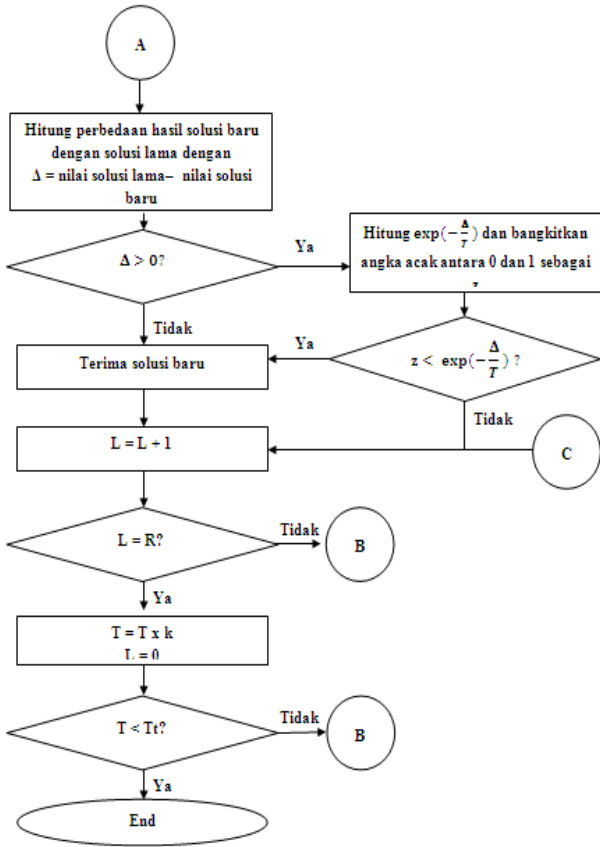 A
Hitung perbedaan hasil solusi baru
dengan solusi lama dengan
Δ = nilai solusi lama– nilai solusi
baru
Δ > 0?
Ya
Hitung exp(−Δ/T) dan bangkitkan
angka acak antara 0 dan 1 sebagai
Tidak
Terima solusi baru
Ya
z < exp(−Δ/T) ?
Tidak
L = L + 1
C
L = R?
Tidak
B
Ya
T = T x k
L = 0
T < Tt?
Tidak
B
Ya
End